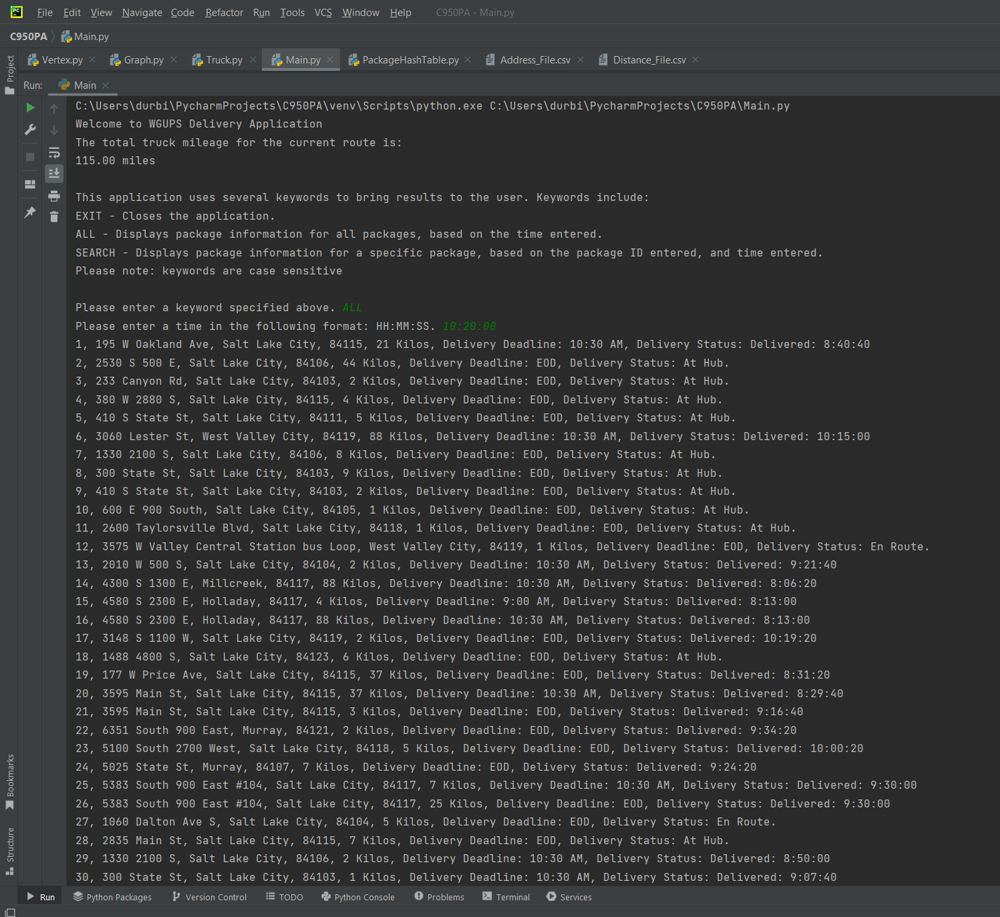 PC File Edit View Navigate Code Refactor Run Tools VCS Window Help C950PA - Main.py
C950PA Main.py
Project
Vertex.py Graph.py Truck.py Main.py PackageHashTable.py Address_File.csv Distance_File.csv
Run: Main
C:\Users\durbi\PycharmProjects\C950PA\venv\Scripts\python.exe C:\Users\durbi\PycharmProjects\C950PA\Main.py
Welcome to WGUPS Delivery Application
The total truck mileage for the current route is:
115.00 miles
This application uses several keywords to bring results to the user. Keywords include:
EXIT - Closes the application.
ALL - Displays package information for all packages, based on the time entered.
SEARCH - Displays package information for a specific package, based on the package ID entered, and time entered.
Please note: keywords are case sensitive
Please enter a keyword specified above. ALL
Please enter a time in the following format: HH:MM:SS. 10:20:00
1, 195 W Oakland Ave, Salt Lake City, 84115, 21 Kilos, Delivery Deadline: 10:30 AM, Delivery Status: Delivered: 8:40:40
2, 2530 S 500 E, Salt Lake City, 84106, 44 Kilos, Delivery Deadline: EOD, Delivery Status: At Hub.
3, 233 Canyon Rd, Salt Lake City, 84103, 2 Kilos, Delivery Deadline: EOD, Delivery Status: At Hub.
4, 380 W 2880 S, Salt Lake City, 84115, 4 Kilos, Delivery Deadline: EOD, Delivery Status: At Hub.
5, 410 S State St, Salt Lake City, 84111, 5 Kilos, Delivery Deadline: EOD, Delivery Status: At Hub.
6, 3060 Lester St, West Valley City, 84119, 88 Kilos, Delivery Deadline: 10:30 AM, Delivery Status: Delivered: 10:15:00
7, 1330 2100 S, Salt Lake City, 84106, 8 Kilos, Delivery Deadline: EOD, Delivery Status: At Hub.
8, 300 State St, Salt Lake City, 84103, 9 Kilos, Delivery Deadline: EOD, Delivery Status: At Hub.
9, 410 S State St, Salt Lake City, 84103, 2 Kilos, Delivery Deadline: EOD, Delivery Status: At Hub.
10, 600 E 900 South, Salt Lake City, 84105, 1 Kilos, Delivery Deadline: EOD, Delivery Status: At Hub.
11, 2600 Taylorsville Blvd, Salt Lake City, 84118, 1 Kilos, Delivery Deadline: EOD, Delivery Status: At Hub.
12, 3575 W Valley Central Station bus Loop, West Valley City, 84119, 1 Kilos, Delivery Deadline: EOD, Delivery Status: En Route.
13, 2010 W 500 S, Salt Lake City, 84104, 2 Kilos, Delivery Deadline: 10:30 AM, Delivery Status: Delivered: 9:21:40
14, 4300 S 1300 E, Millcreek, 84117, 88 Kilos, Delivery Deadline: 10:30 AM, Delivery Status: Delivered: 8:06:20
15, 4580 S 2300 E, Holladay, 84117, 4 Kilos, Delivery Deadline: 9:00 AM, Delivery Status: Delivered: 8:13:00
16, 4580 S 2300 E, Holladay, 84117, 88 Kilos, Delivery Deadline: 10:30 AM, Delivery Status: Delivered: 8:13:00
17, 3148 S 1100 W, Salt Lake City, 84119, 2 Kilos, Delivery Deadline: EOD, Delivery Status: Delivered: 10:19:20
18, 1488 4800 S, Salt Lake City, 84123, 6 Kilos, Delivery Deadline: EOD, Delivery Status: At Hub.
19, 177 W Price Ave, Salt Lake City, 84115, 37 Kilos, Delivery Deadline: EOD, Delivery Status: Delivered: 8:31:20
20, 3595 Main St, Salt Lake City, 84115, 37 Kilos, Delivery Deadline: 10:30 AM, Delivery Status: Delivered: 8:29:40
21, 3595 Main St, Salt Lake City, 84115, 3 Kilos, Delivery Deadline: EOD, Delivery Status: Delivered: 9:16:40
22, 6351 South 900 East, Murray, 84121, 2 Kilos, Delivery Deadline: EOD, Delivery Status: Delivered: 9:34:20
23, 5100 South 2700 West, Salt Lake City, 84118, 5 Kilos, Delivery Deadline: EOD, Delivery Status: Delivered: 10:00:20
24, 5025 State St, Murray, 84107, 7 Kilos, Delivery Deadline: EOD, Delivery Status: Delivered: 9:24:20
25, 5383 South 900 East #104, Salt Lake City, 84117, 7 Kilos, Delivery Deadline: 10:30 AM, Delivery Status: Delivered: 9:30:00
26, 5383 South 900 East #104, Salt Lake City, 84117, 25 Kilos, Delivery Deadline: EOD, Delivery Status: Delivered: 9:30:00
27, 1060 Dalton Ave S, Salt Lake City, 84104, 5 Kilos, Delivery Deadline: EOD, Delivery Status: En Route.
28, 2835 Main St, Salt Lake City, 84115, 7 Kilos, Delivery Deadline: EOD, Delivery Status: At Hub.
29, 1330 2100 S, Salt Lake City, 84106, 2 Kilos, Delivery Deadline: 10:30 AM, Delivery Status: Delivered: 8:50:00
30, 300 State St, Salt Lake City, 84103, 1 Kilos, Delivery Deadline: 10:30 AM, Delivery Status: Delivered: 9:07:40
Bookmarks
Structure
Run Python Packages Version Control TODO Python Console Problems Terminal Services